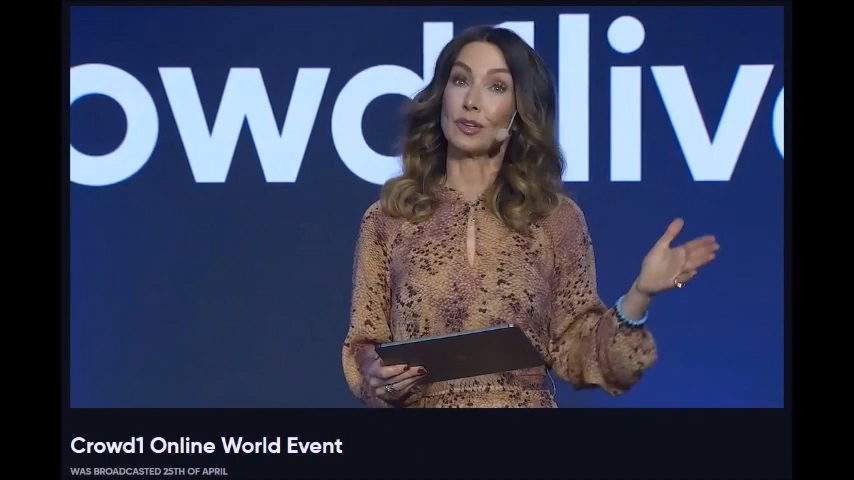 owd1live
Crowd1 Online World Event
WAS BROADCASTED 25TH OF APRIL